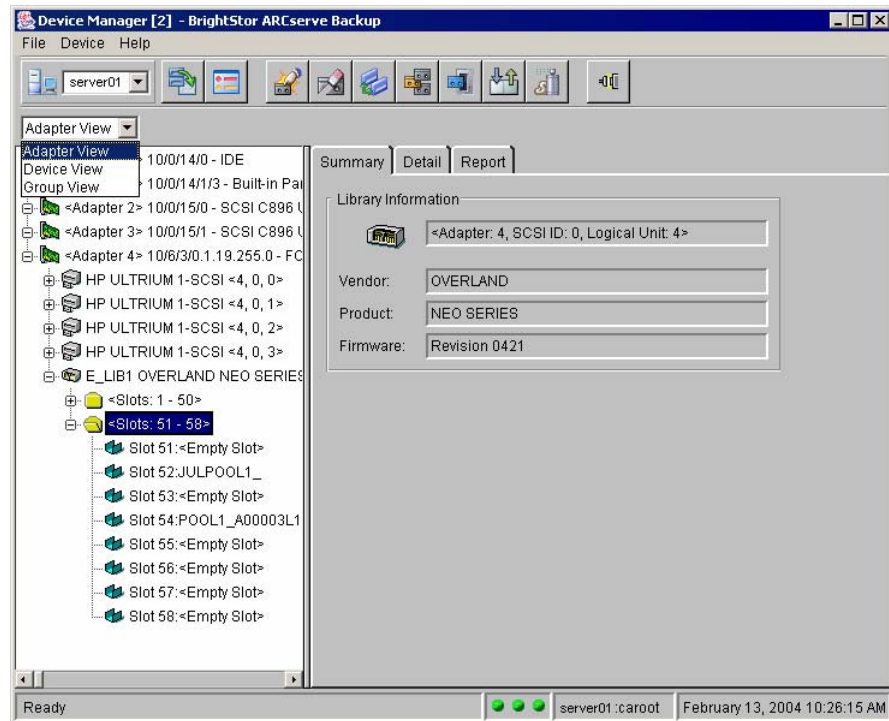 Device Manager [2] - BrightStor ARCserve Backup
File Device Help
server01
Adapter View
Adapter View
Device View
Group View
10/0/14/0 - IDE
10/0/14/1/3 - Built-in Par
<Adapter 2> 10/0/15/0 - SCSI C896 U
<Adapter 3> 10/0/15/1 - SCSI C896 U
<Adapter 4> 10/6/3/0.1.19.255.0 - FC
HP ULTRIUM 1-SCSI <4, 0, 0>
HP ULTRIUM 1-SCSI <4, 0, 1>
HP ULTRIUM 1-SCSI <4, 0, 2>
HP ULTRIUM 1-SCSI <4, 0, 3>
E_LIB1 OVERLAND NEO SERIES
<Slots: 1 - 50>
<Slots: 51 - 58>
Slot 51:<Empty Slot>
Slot 52:JULPOOL1_
Slot 53:<Empty Slot>
Slot 54:POOL1_A00003L1
Slot 55:<Empty Slot>
Slot 56:<Empty Slot>
Slot 57:<Empty Slot>
Slot 58:<Empty Slot>
Summary Detail Report
Library Information
<Adapter: 4, SCSI ID: 0, Logical Unit: 4>
Vendor: OVERLAND
Product: NEO SERIES
Firmware: Revision 0421
Ready server01:caroot February 13, 2004 10:26:15 AM